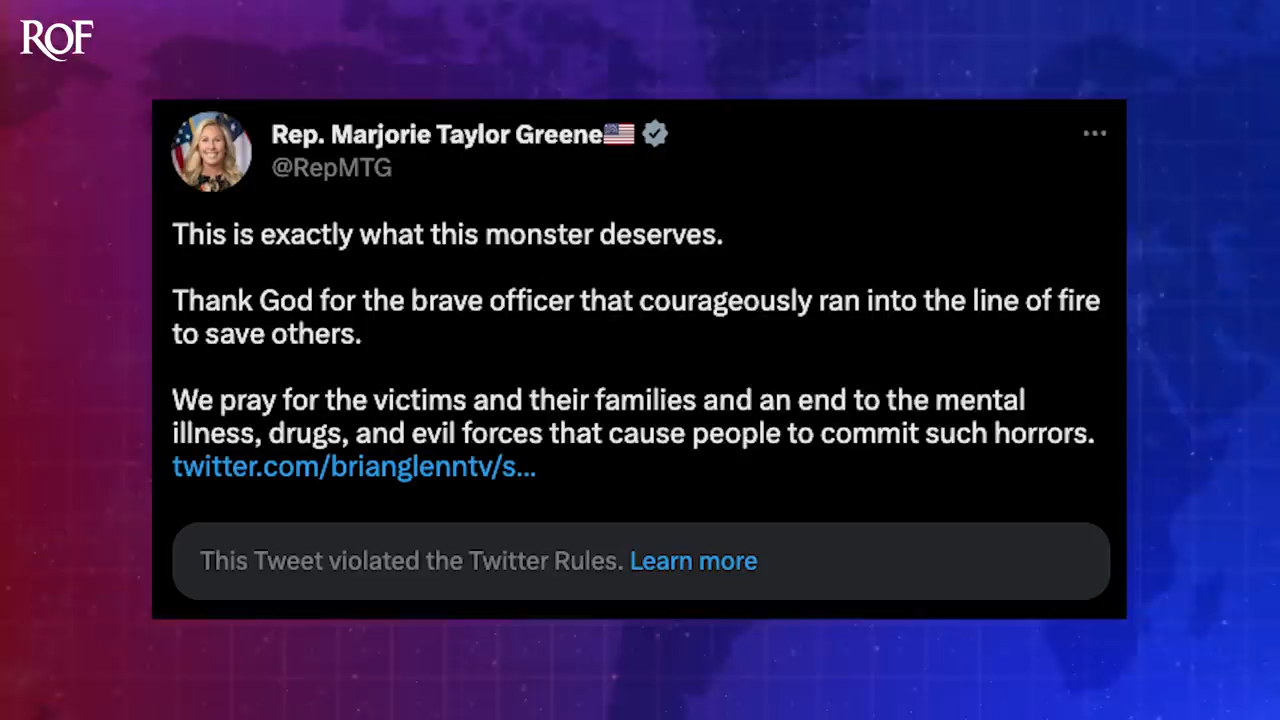 ROF
Rep. Marjorie Taylor Greene🇺🇸
@RepMTG
This is exactly what this monster deserves.
Thank God for the brave officer that courageously ran into the line of fire
to save others.
We pray for the victims and their families and an end to the mental
illness, drugs, and evil forces that cause people to commit such horrors.
twitter.com/brianglenntv/s...
This Tweet violated the Twitter Rules. Learn more